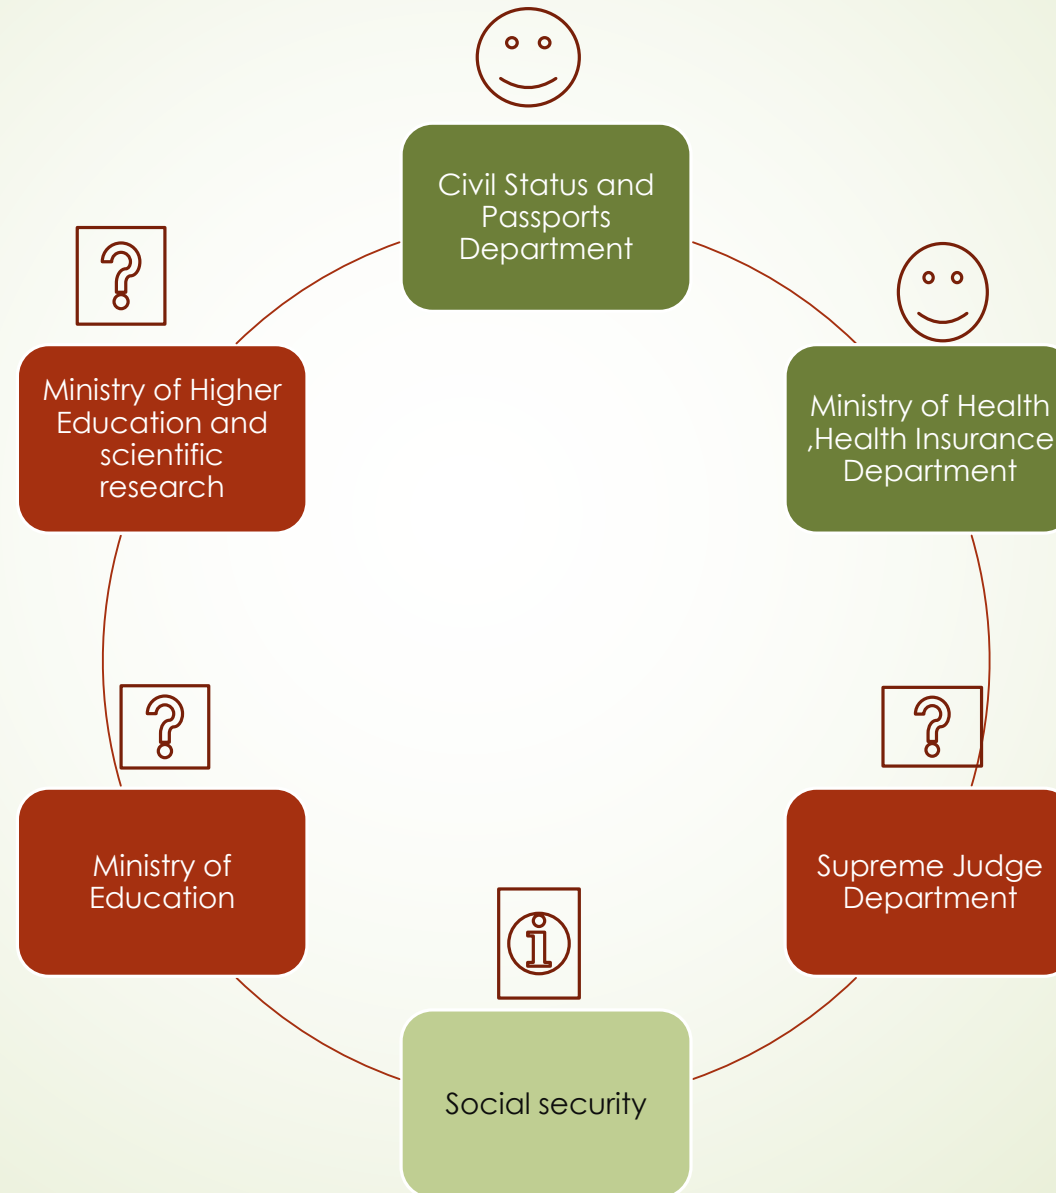 Civil Status and
Passports
Department
Ministry of Health
,Health Insurance
Department
Supreme Judge
Department
Social security
Ministry of
Education
Ministry of Higher
Education and
scientific
research
?
?
?
i